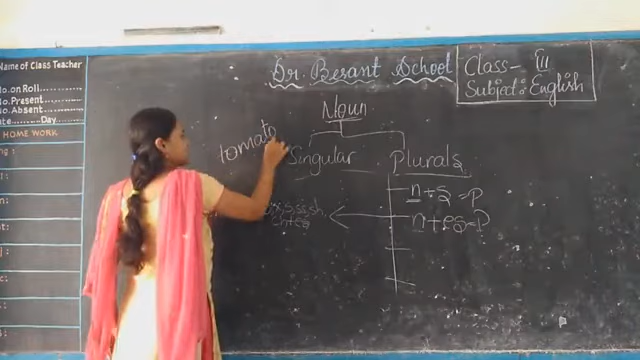 Name of Class Teacher
No. on Roll
No. Present
No. Absent
Date Day
HOME WORK
Dr. Besant School
Class- III
Subject: English
Noun
Singular
Plurals
tomato
n+s =P
n+es=P